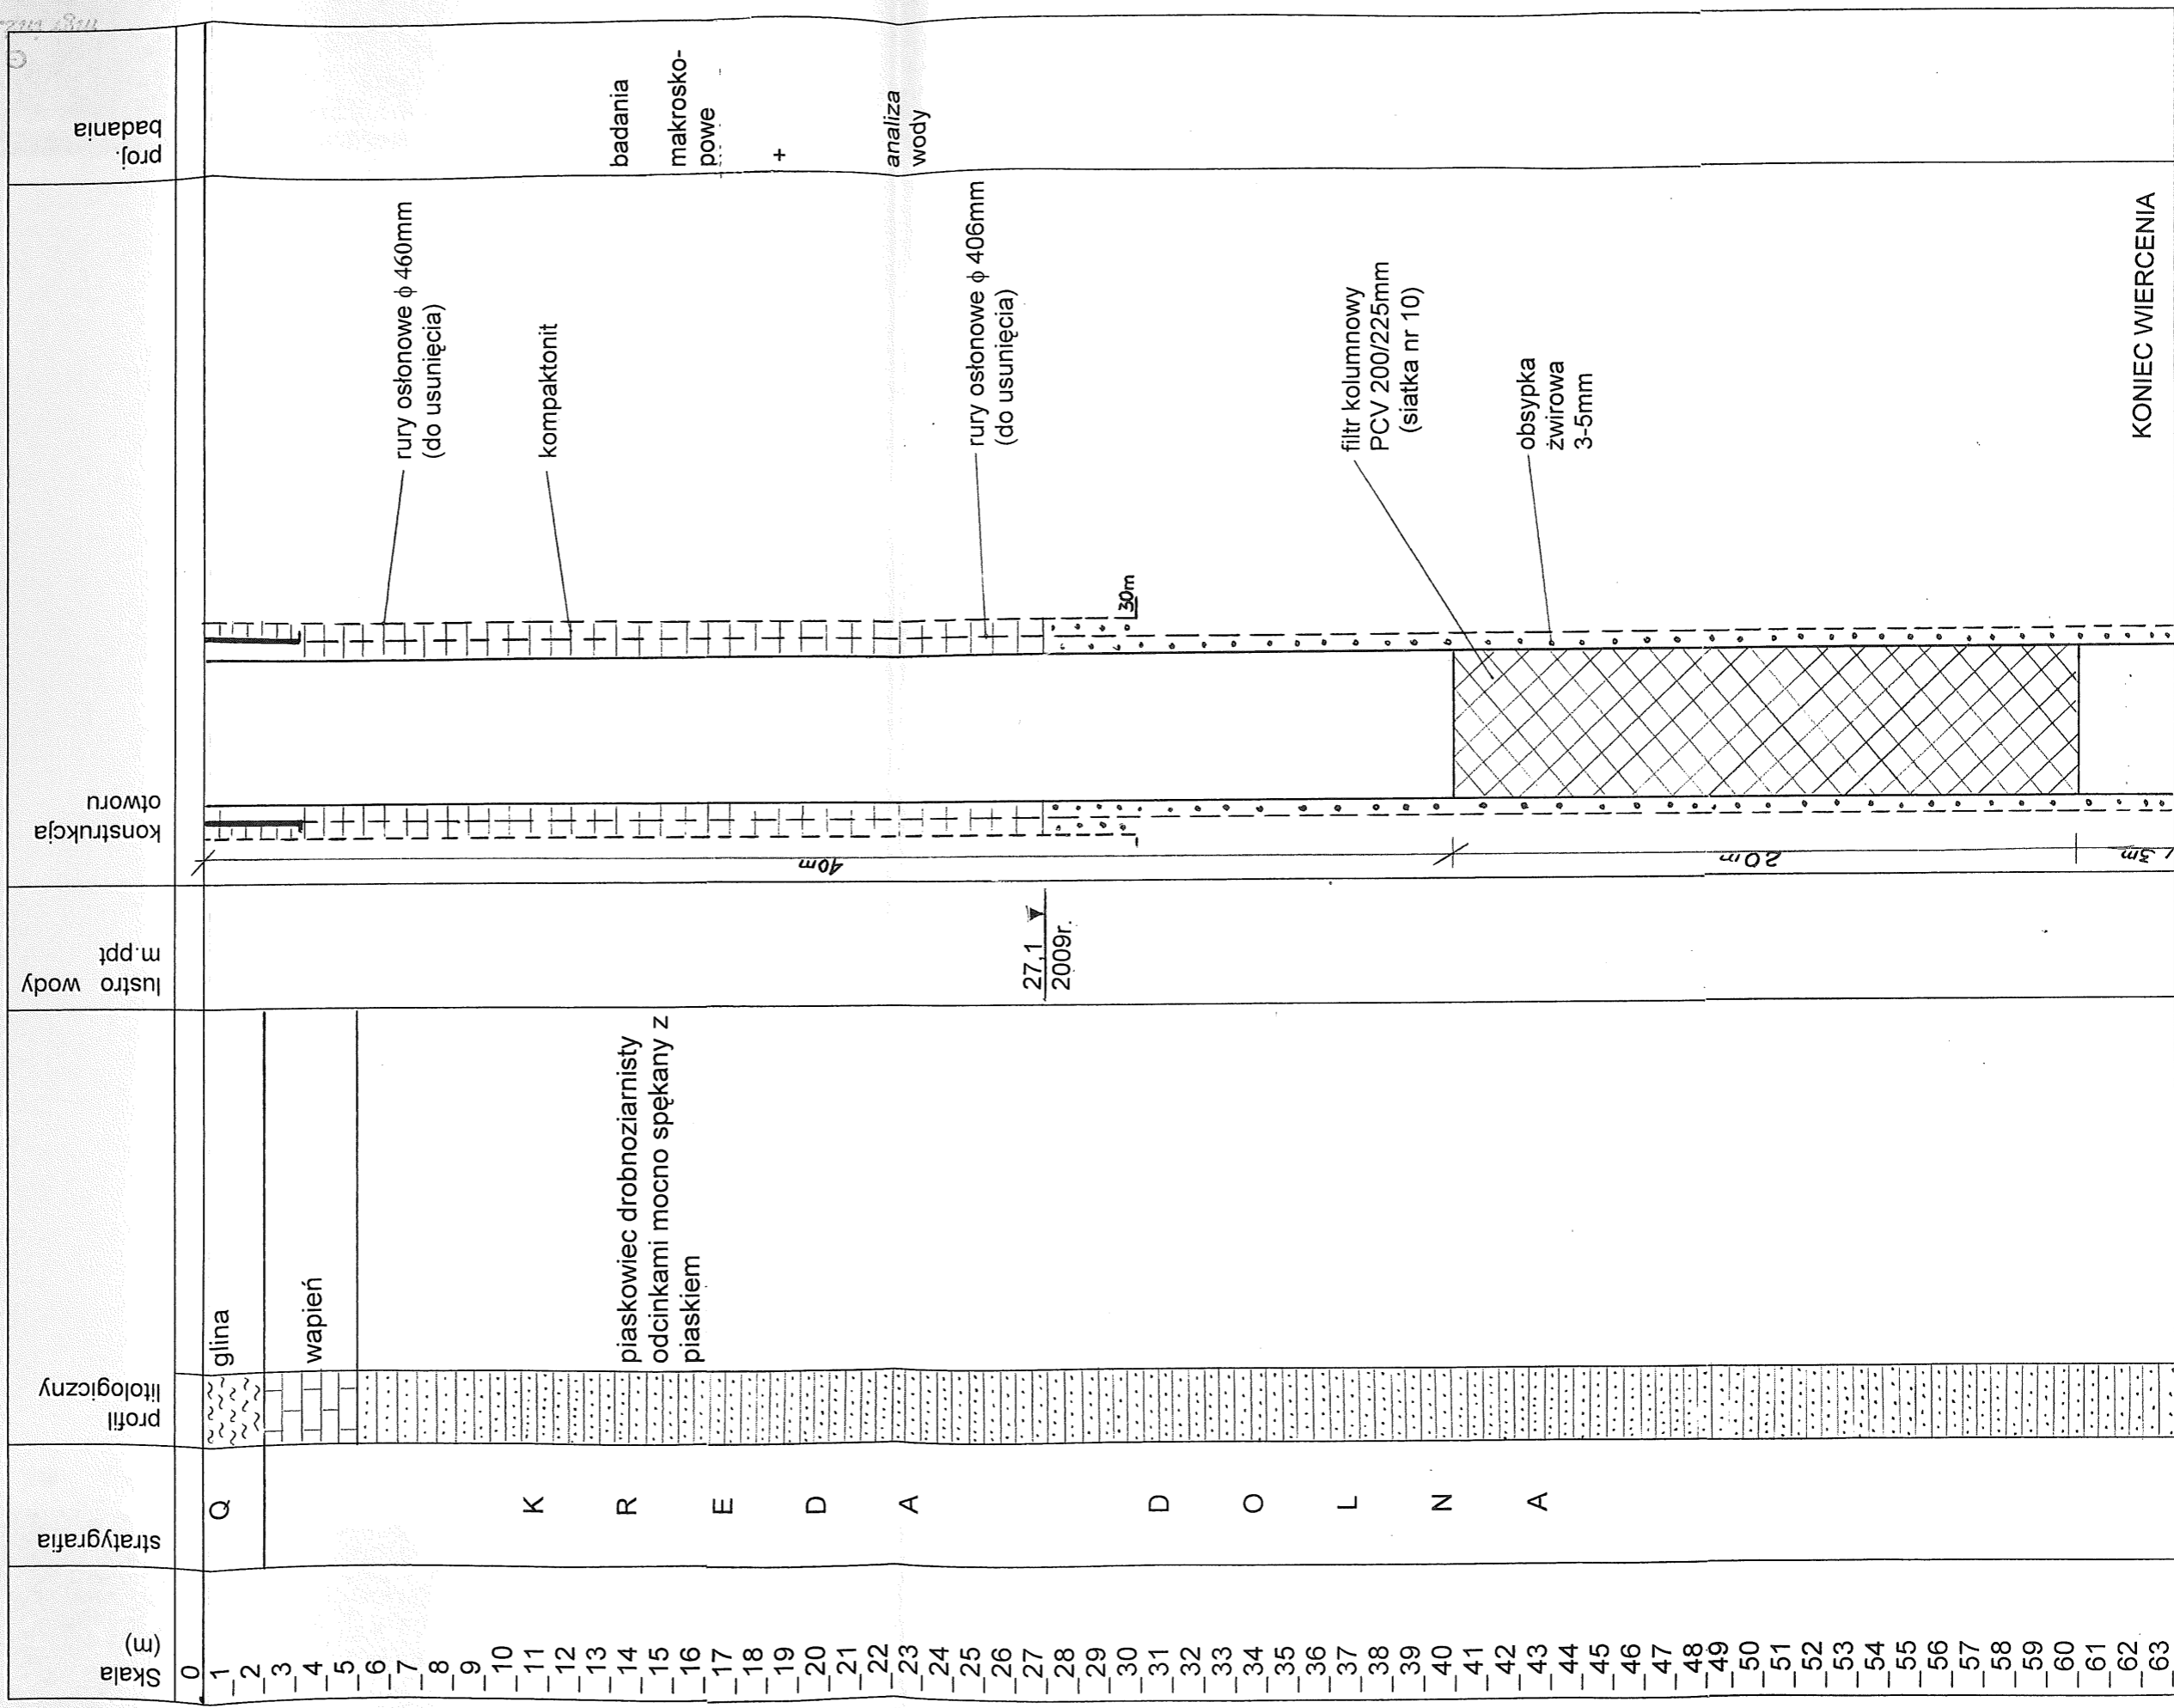 Skala
(m)
stratygrafia
profil
litologiczny
lustro wody
m.ppt
konstrukcja
otworu
proj.
badania
0
1
2
3
4
5
6
7
8
9
10
11
12
13
14
15
16
17
18
19
20
21
22
23
24
25
26
27
28
29
30
31
32
33
34
35
36
37
38
39
40
41
42
43
44
45
46
47
48
49
50
51
52
53
54
55
56
57
58
59
60
61
62
63
Q
K R E D A D O L N A
glina
wapień
piaskowiec drobnoziarnisty
odcinkami mocno spękany z
piaskiem
27,1
2009r.
40m
20m
3m
30m
rury osłonowe ϕ 460mm
(do usunięcia)
kompaktonit
rury osłonowe ϕ 406mm
(do usunięcia)
filtr kolumnowy
PCV 200/225mm
(siatka nr 10)
obsypka
żwirowa
3-5mm
KONIEC WIERCENIA
badania
makrosko-
powe
+
analiza
wody